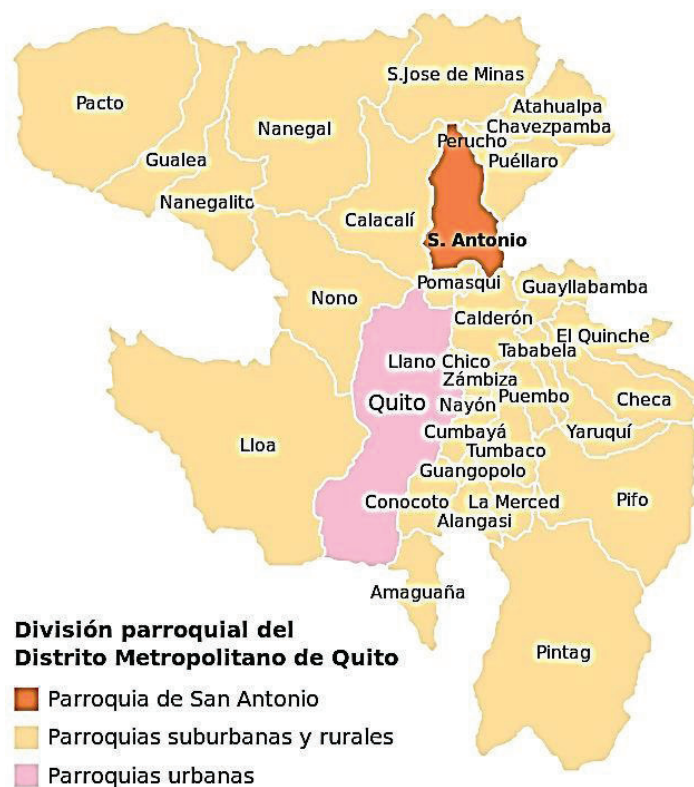 S.Jose de Minas
Pacto
Atahualpa
Nanegal
Chavezpamba
Perucho
Gualea
Puéllaro
Nanegalito
Calacalí
S. Antonio
Pomasqui
Guayllabamba
Nono
Calderón
El Quinche
Tababela
Llano Chico
Zámbiza
Quito
Nayón
Puembo
Checa
Cumbayá
Yaruquí
Lloa
Tumbaco
Guangopolo
Pifo
Conocoto
La Merced
Alangasi
Amaguaña
Pintag
División parroquial del
Distrito Metropolitano de Quito
Parroquia de San Antonio
Parroquias suburbanas y rurales
Parroquias urbanas